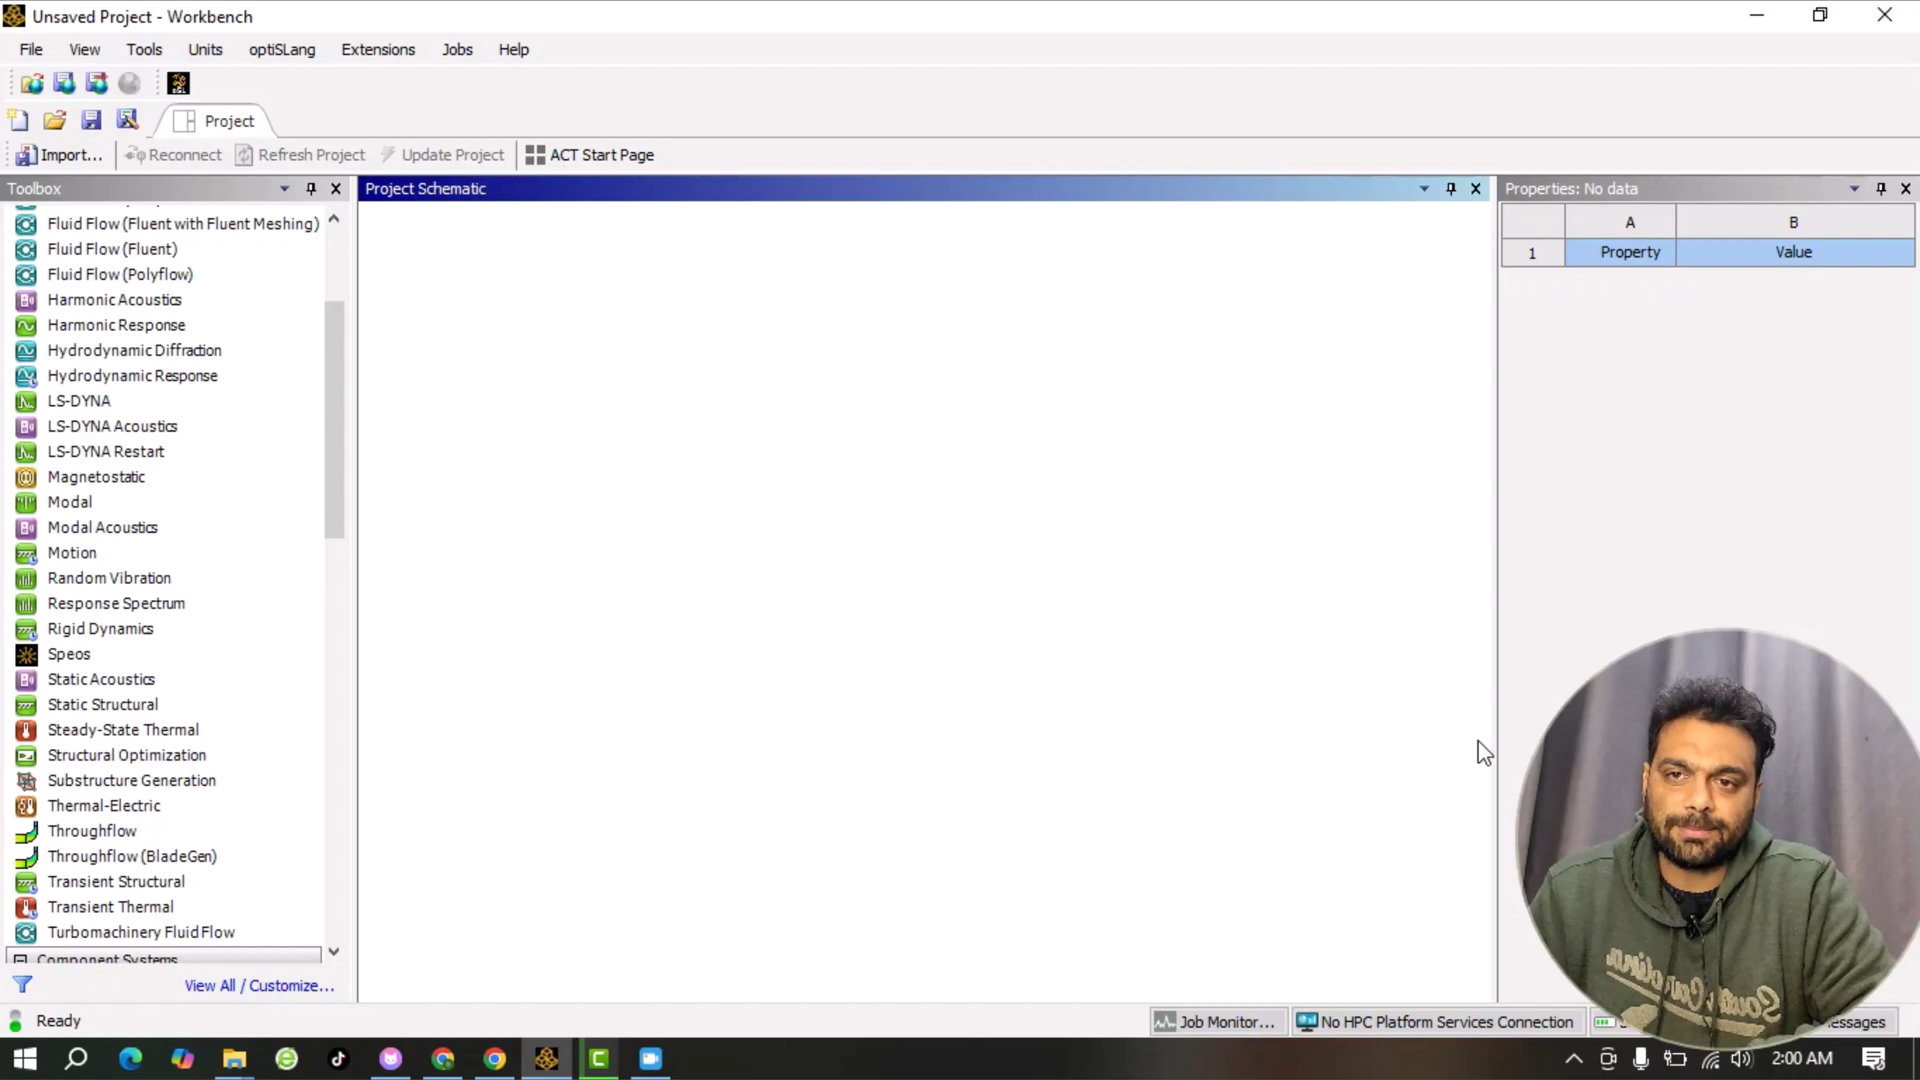 Unsaved Project - Workbench
File View Tools Units optiSLang Extensions Jobs Help
Project
Import... Reconnect Refresh Project Update Project ACT Start Page
Toolbox
Fluid Flow (Fluent with Fluent Meshing)
Fluid Flow (Fluent)
Fluid Flow (Polyflow)
Harmonic Acoustics
Harmonic Response
Hydrodynamic Diffraction
Hydrodynamic Response
LS-DYNA
LS-DYNA Acoustics
LS-DYNA Restart
Magnetostatic
Modal
Modal Acoustics
Motion
Random Vibration
Response Spectrum
Rigid Dynamics
Speos
Static Acoustics
Static Structural
Steady-State Thermal
Structural Optimization
Substructure Generation
Thermal-Electric
Throughflow
Throughflow (BladeGen)
Transient Structural
Transient Thermal
Turbomachinery Fluid Flow
Component Systems
View All / Customize...
Project Schematic
Properties: No data
A B
1 Property Value
Ready
Job Monitor... No HPC Platform Services Connection
2:00 AM